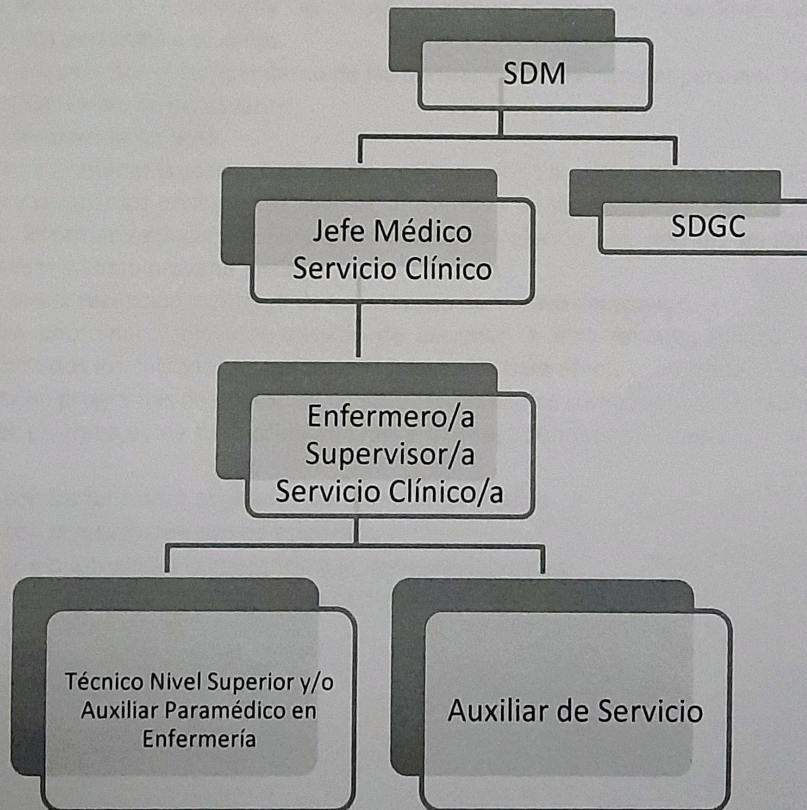 SDM
Jefe Médico
Servicio Clínico
SDGC
Enfermero/a
Supervisor/a
Servicio Clínico/a
Técnico Nivel Superior y/o
Auxiliar Paramédico en
Enfermería
Auxiliar de Servicio